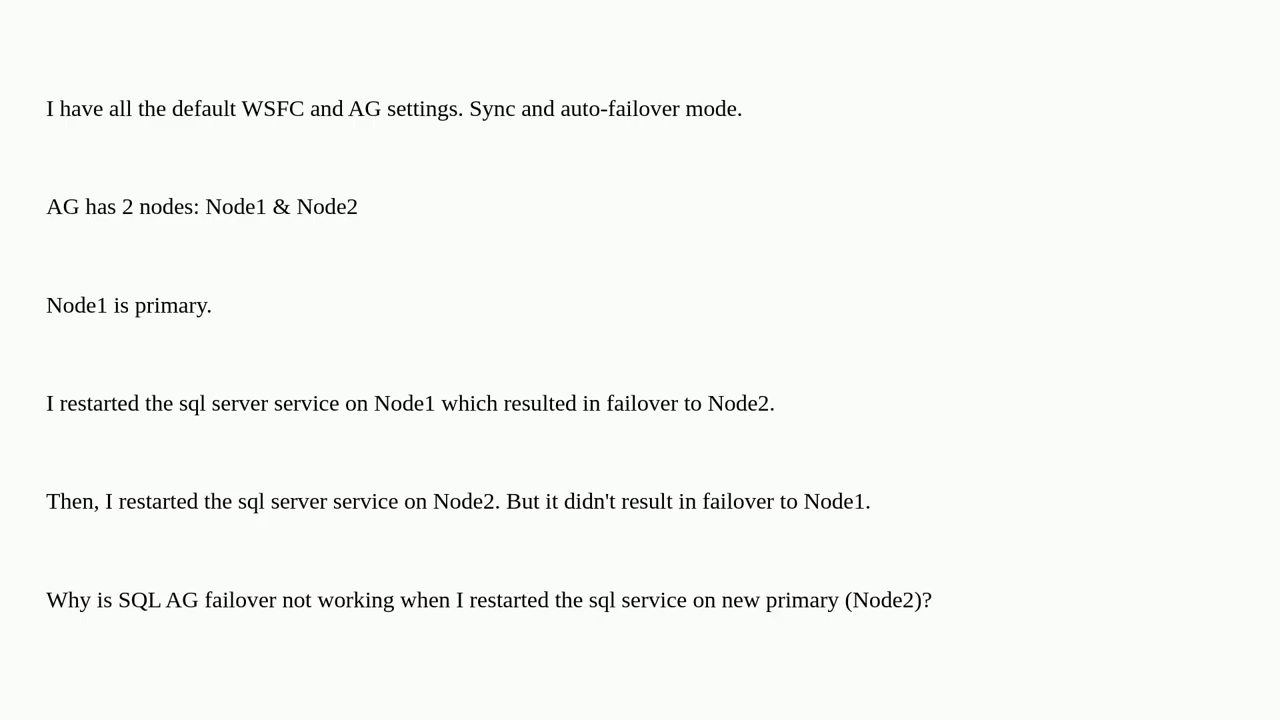 I have all the default WSFC and AG settings. Sync and auto-failover mode.
AG has 2 nodes: Node1 & Node2
Node1 is primary.
I restarted the sql server service on Node1 which resulted in failover to Node2.
Then, I restarted the sql server service on Node2. But it didn't result in failover to Node1.
Why is SQL AG failover not working when I restarted the sql service on new primary (Node2)?